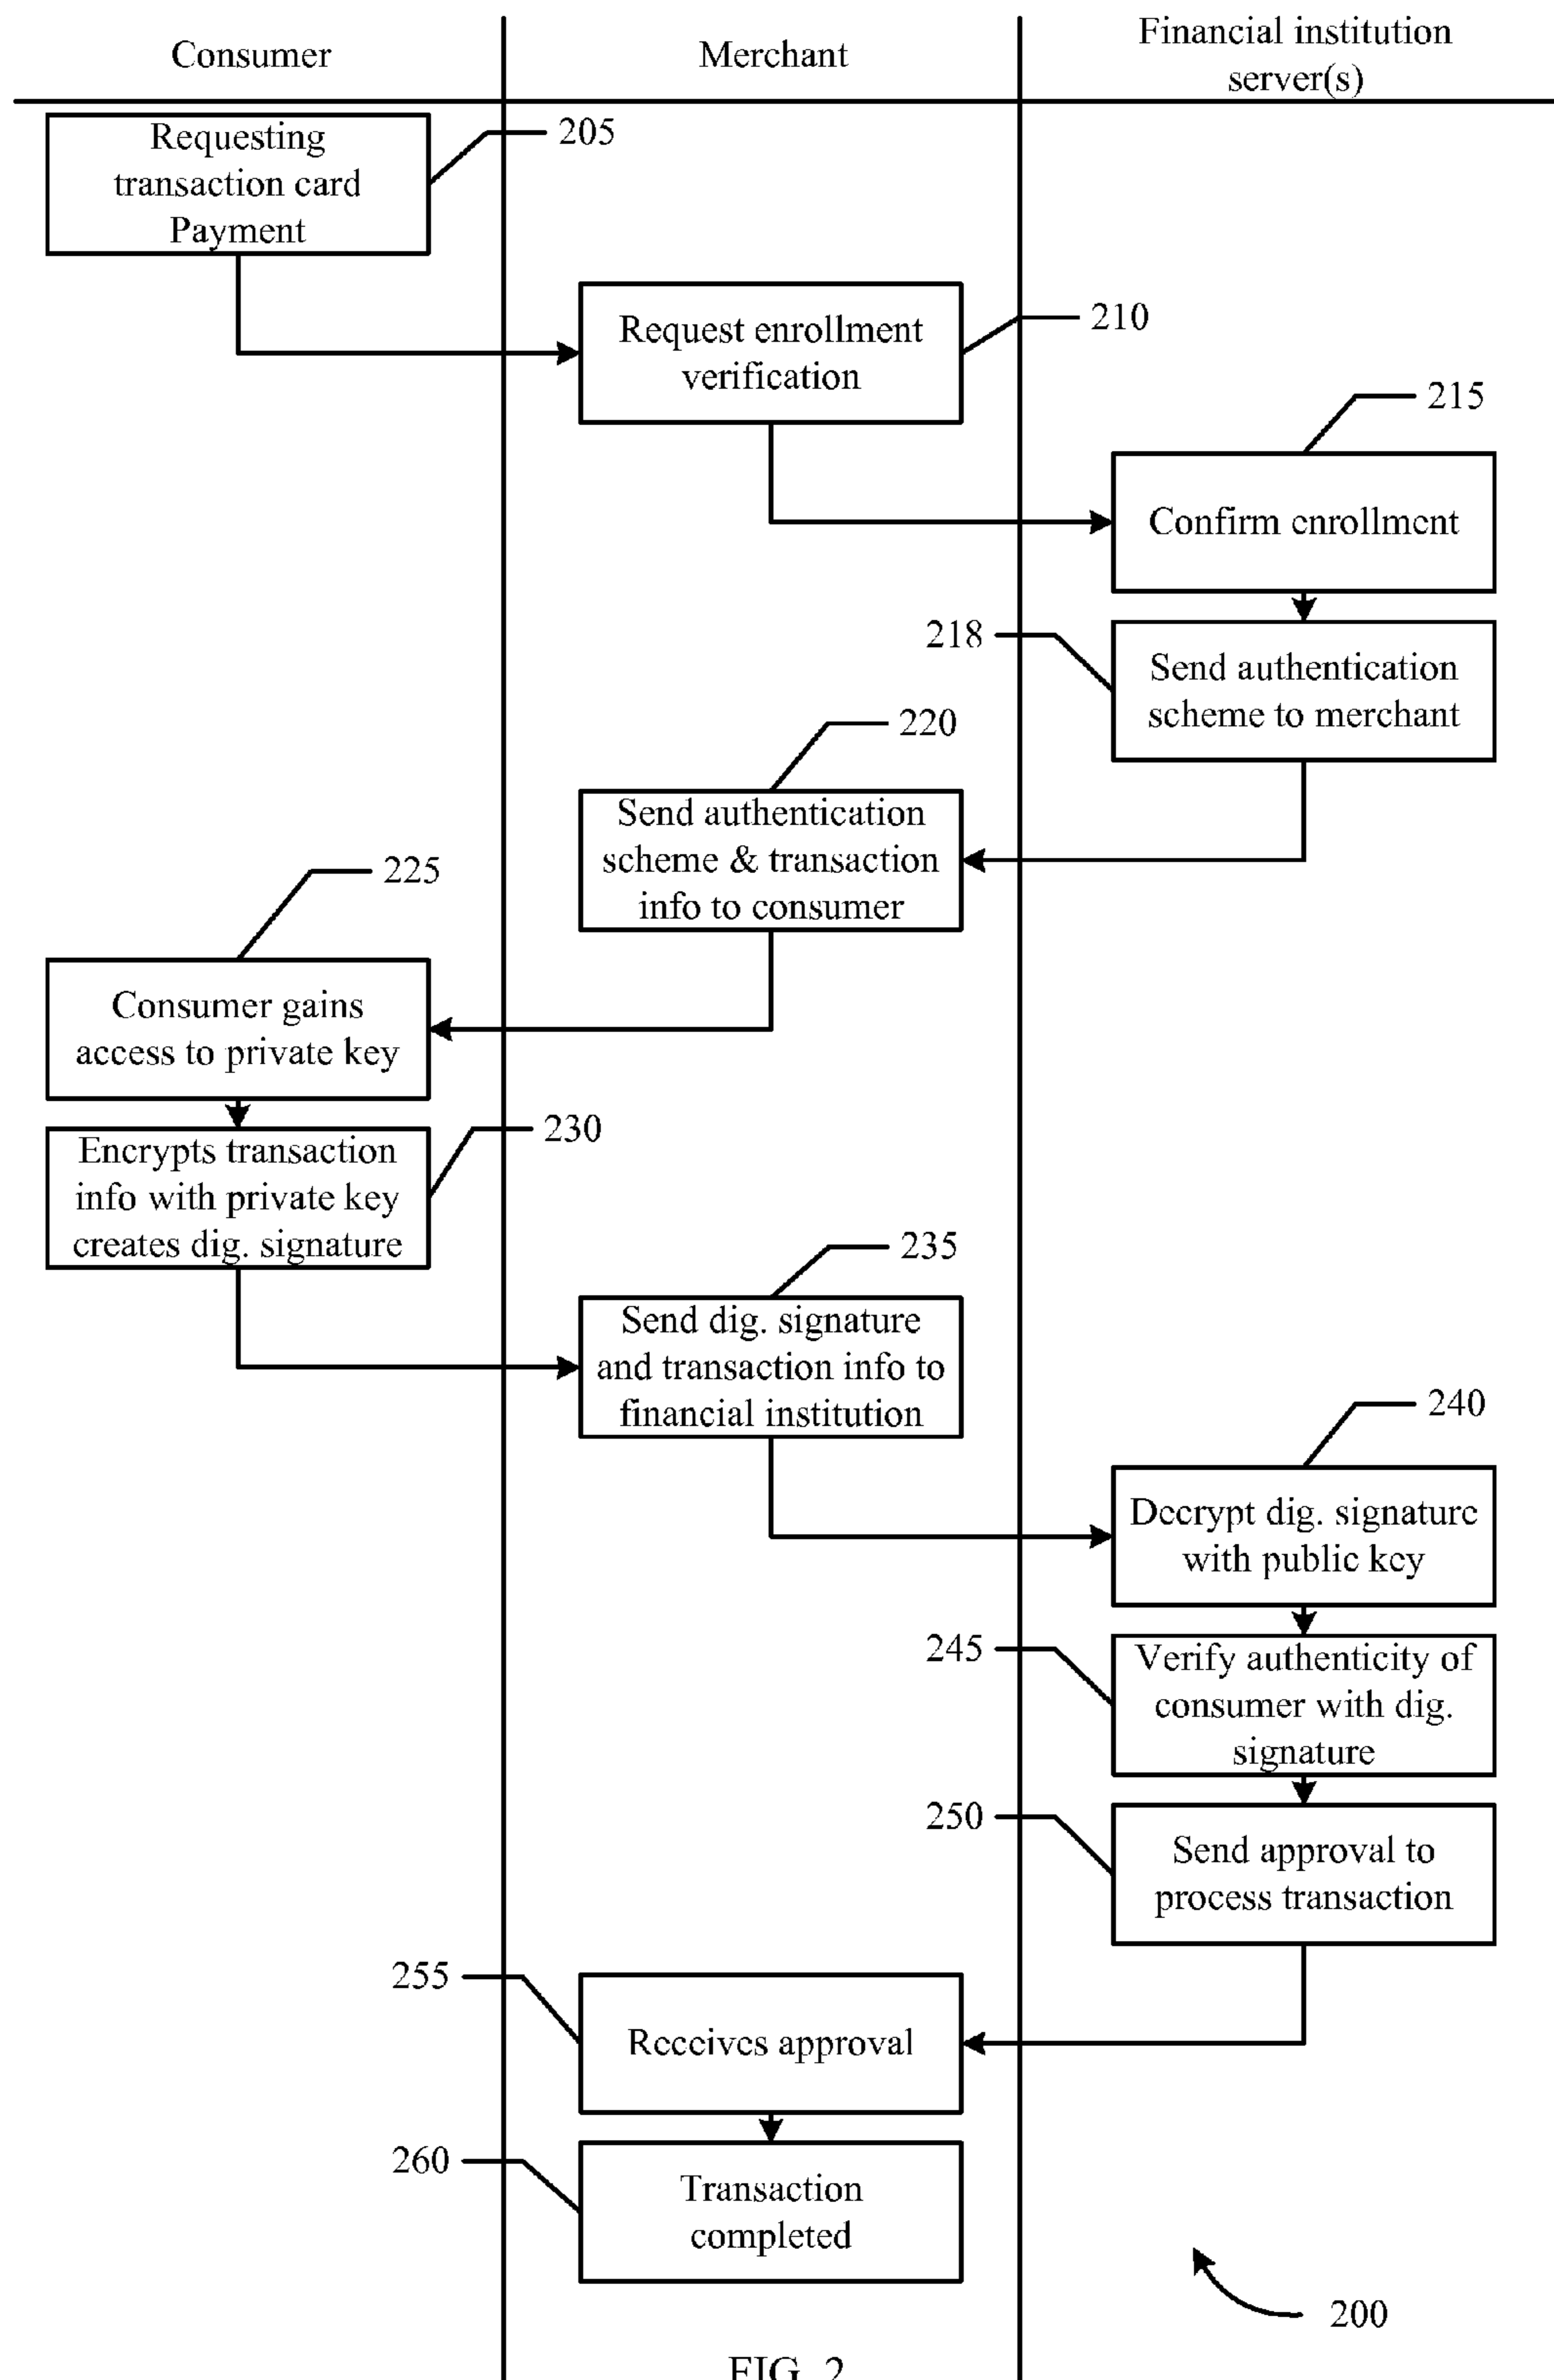 Consumer
Merchant
Financial institution
server(s)
Requesting
transaction card
Payment
205
Request enrollment
verification
210
215
Confirm enrollment
218
Send authentication
scheme to merchant
220
Send authentication
scheme & transaction
info to consumer
225
Consumer gains
access to private key
Encrypts transaction
info with private key
creates dig. signature
230
235
Send dig. signature
and transaction info to
financial institution
240
Decrypt dig. signature
with public key
245
Verify authenticity of
consumer with dig.
signature
250
Send approval to
process transaction
255
Receives approval
260
Transaction
completed
200
FIG. 2